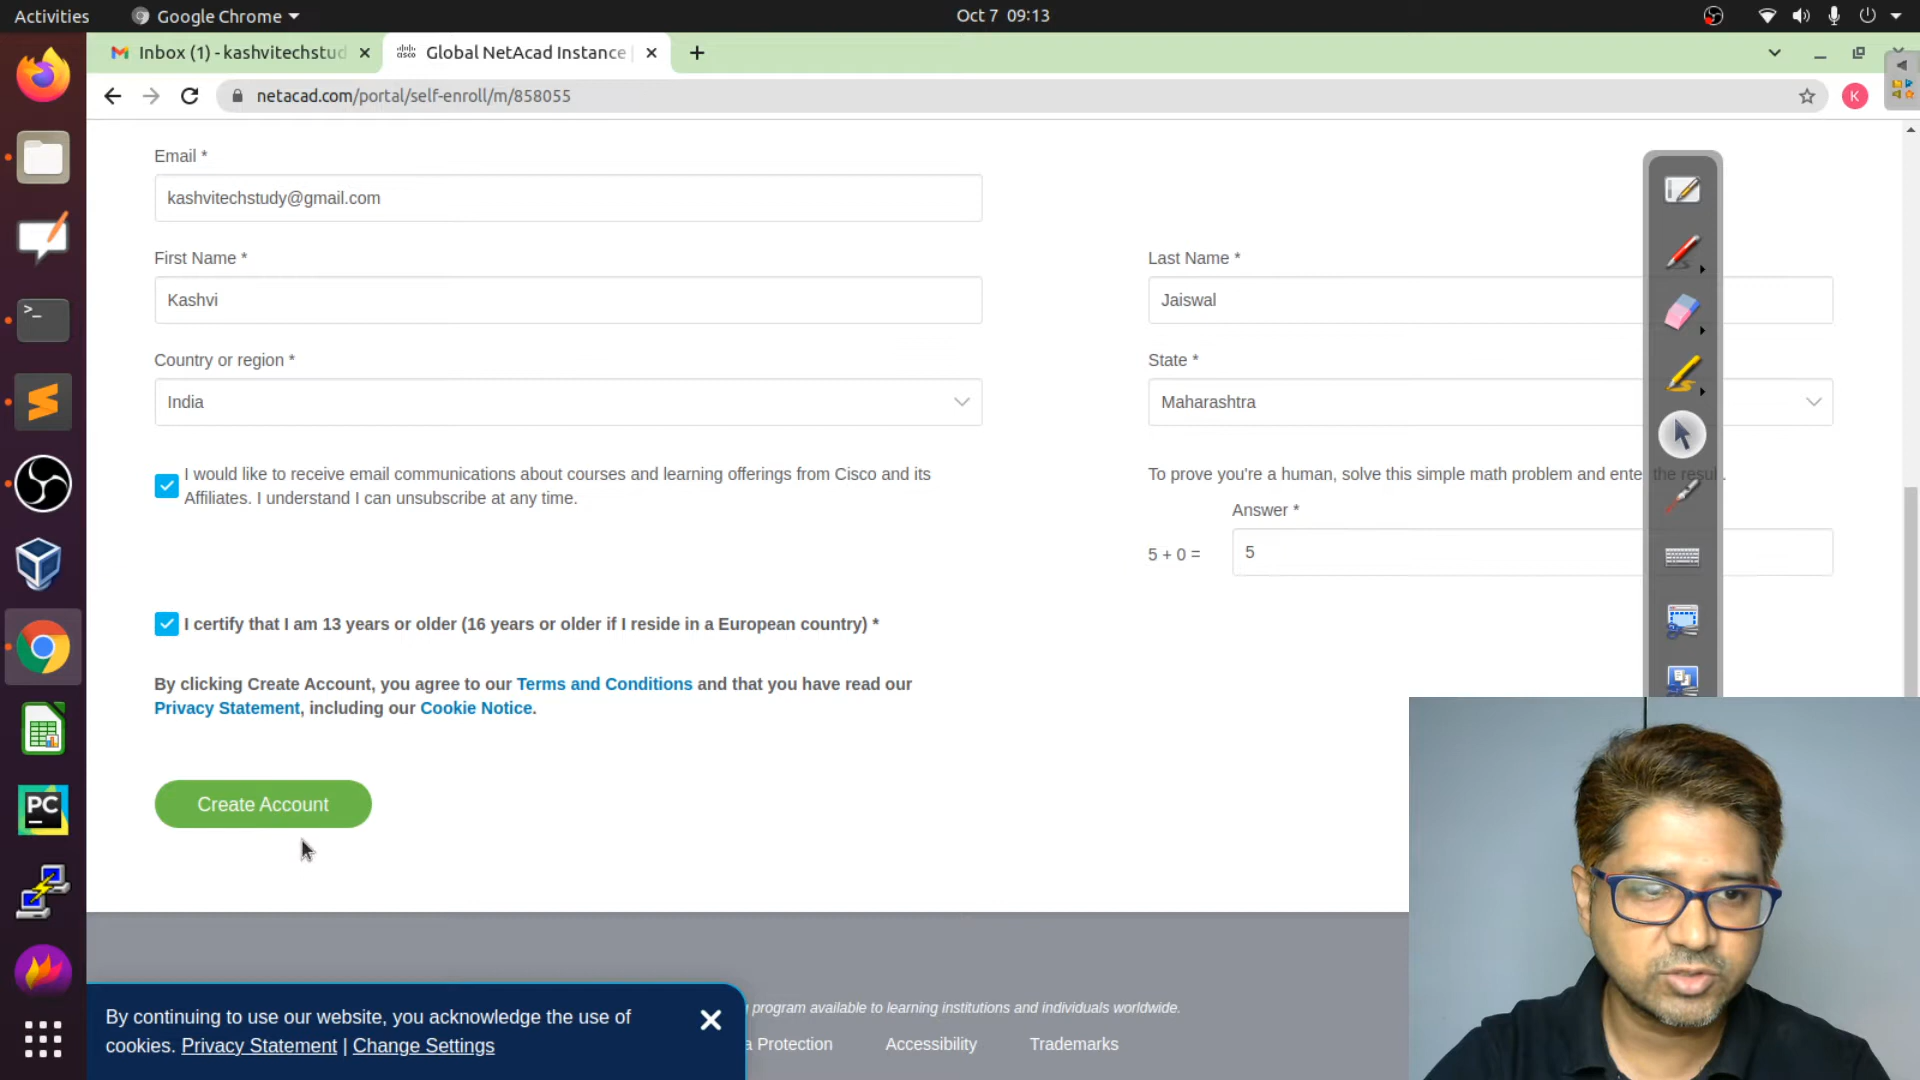 Activities
Google Chrome
Oct 7 09:13
Inbox (1) - kashvitechstud
cisco
Global NetAcad Instance
netacad.com/portal/self-enroll/m/858055
K
Email *
kashvitechstudy@gmail.com
First Name *
Last Name *
Kashvi
Jaiswal
Country or region *
State *
India
Maharashtra
I would like to receive email communications about courses and learning offerings from Cisco and its
Affiliates. I understand I can unsubscribe at any time.
To prove you're a human, solve this simple math problem and enter the result.
Answer *
5 + 0 =
5
I certify that I am 13 years or older (16 years or older if I reside in a European country) *
By clicking Create Account, you agree to our Terms and Conditions and that you have read our
Privacy Statement, including our Cookie Notice.
Create Account
PC
program available to learning institutions and individuals worldwide.
By continuing to use our website, you acknowledge the use of
cookies. Privacy Statement | Change Settings
a Protection
Accessibility
Trademarks